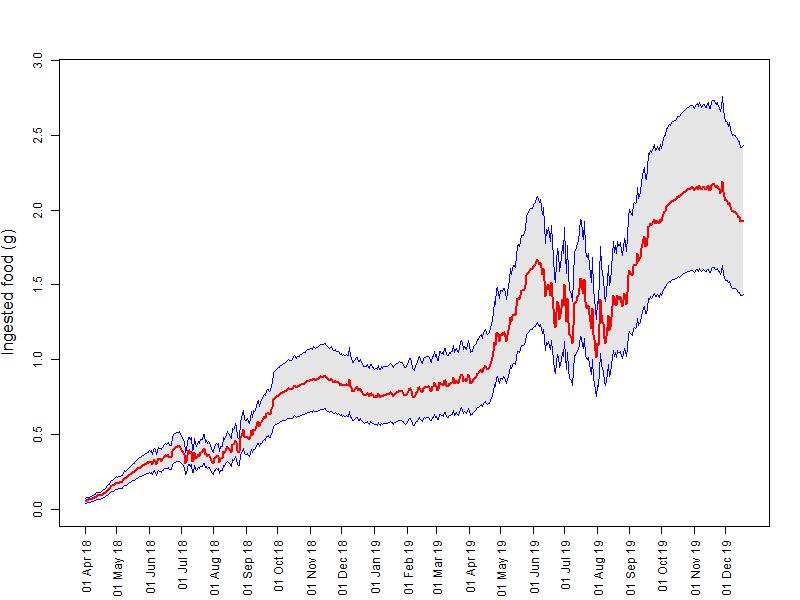 Ingested food (g)
3.0
2.5
2.0
1.5
1.0
0.5
0.0
01 Apr 18
01 May 18
01 Jun 18
01 Jul 18
01 Aug 18
01 Sep 18
01 Oct 18
01 Nov 18
01 Dec 18
01 Jan 19
01 Feb 19
01 Mar 19
01 Apr 19
01 May 19
01 Jun 19
01 Jul 19
01 Aug 19
01 Sep 19
01 Oct 19
01 Nov 19
01 Dec 19